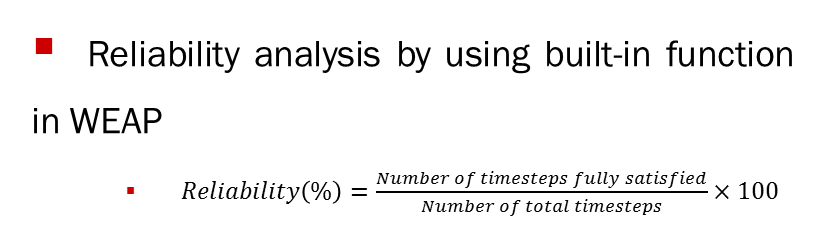 ▪ Reliability analysis by using built-in function
in WEAP
▪ Reliability(%) = \frac{Number of timesteps fully satisfied}{Number of total timesteps} × 100